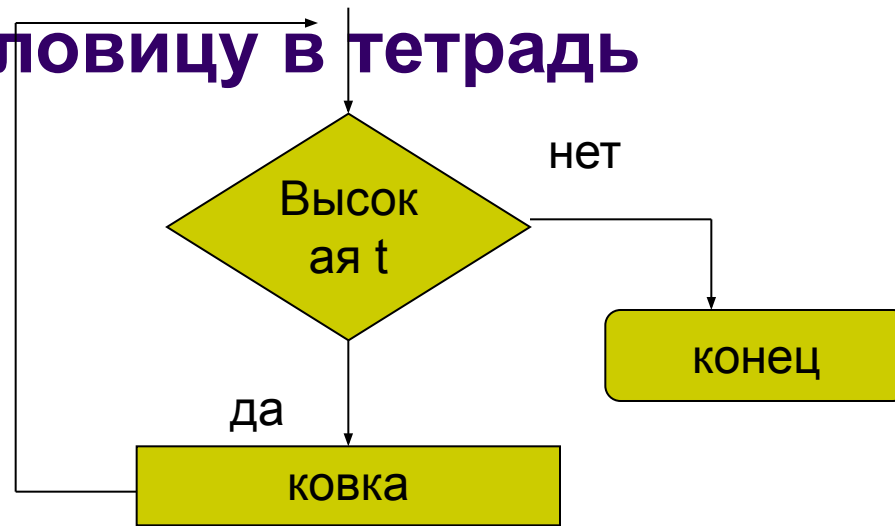 ловицу в тетрадь
нет
Высок
ая t
конец
да
ковка